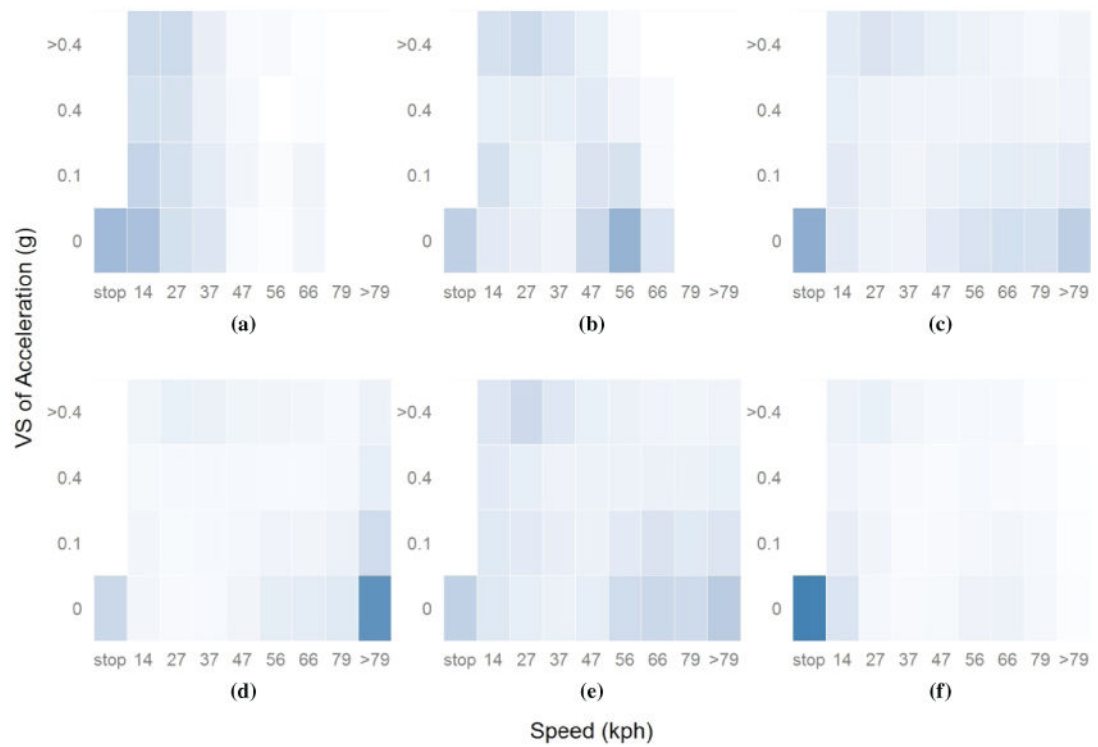 >0.4 >0.4 >0.4
0.4 0.4 0.4
0.1 0.1 0.1
0 0 0
stop 14 27 37 47 56 66 79 >79 stop 14 27 37 47 56 66 79 >79 stop 14 27 37 47 56 66 79 >79
(a) (b) (c)
VS of Acceleration (g)
>0.4 >0.4 >0.4
0.4 0.4 0.4
0.1 0.1 0.1
0 0 0
stop 14 27 37 47 56 66 79 >79 stop 14 27 37 47 56 66 79 >79 stop 14 27 37 47 56 66 79 >79
(d) (e) (f)
Speed (kph)